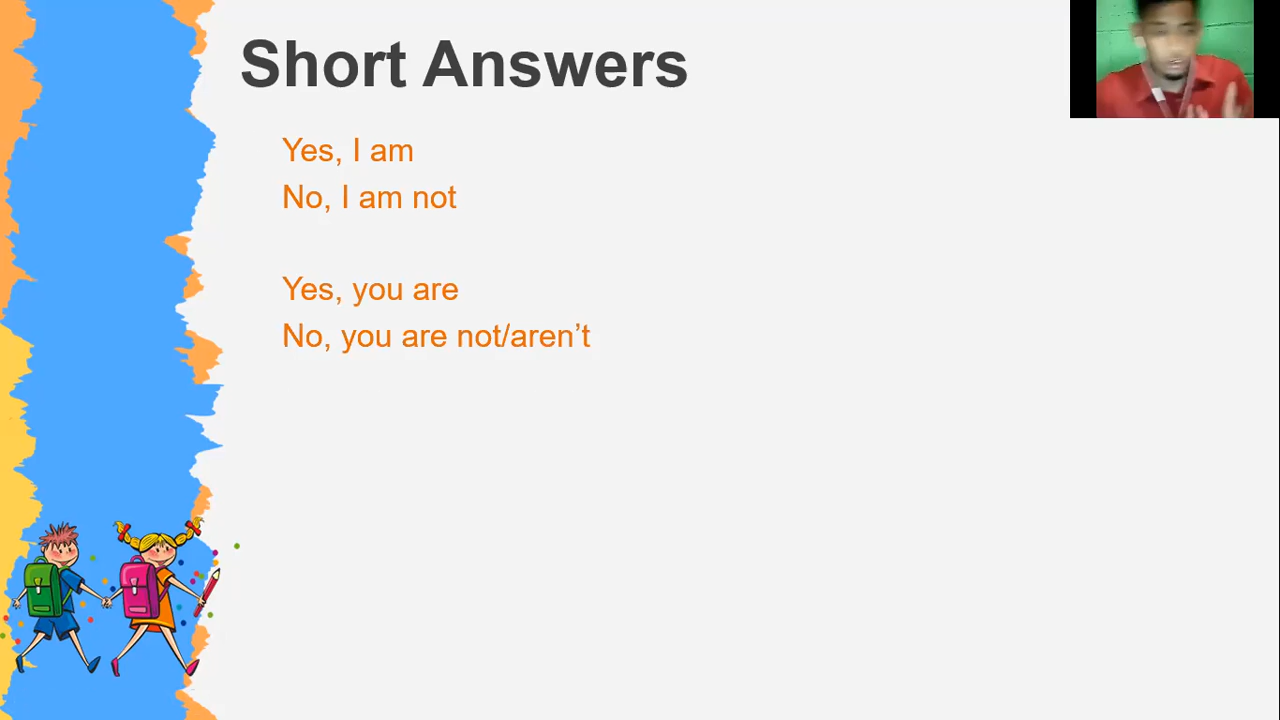 Short Answers
Yes, I am
No, I am not
Yes, you are
No, you are not/aren’t